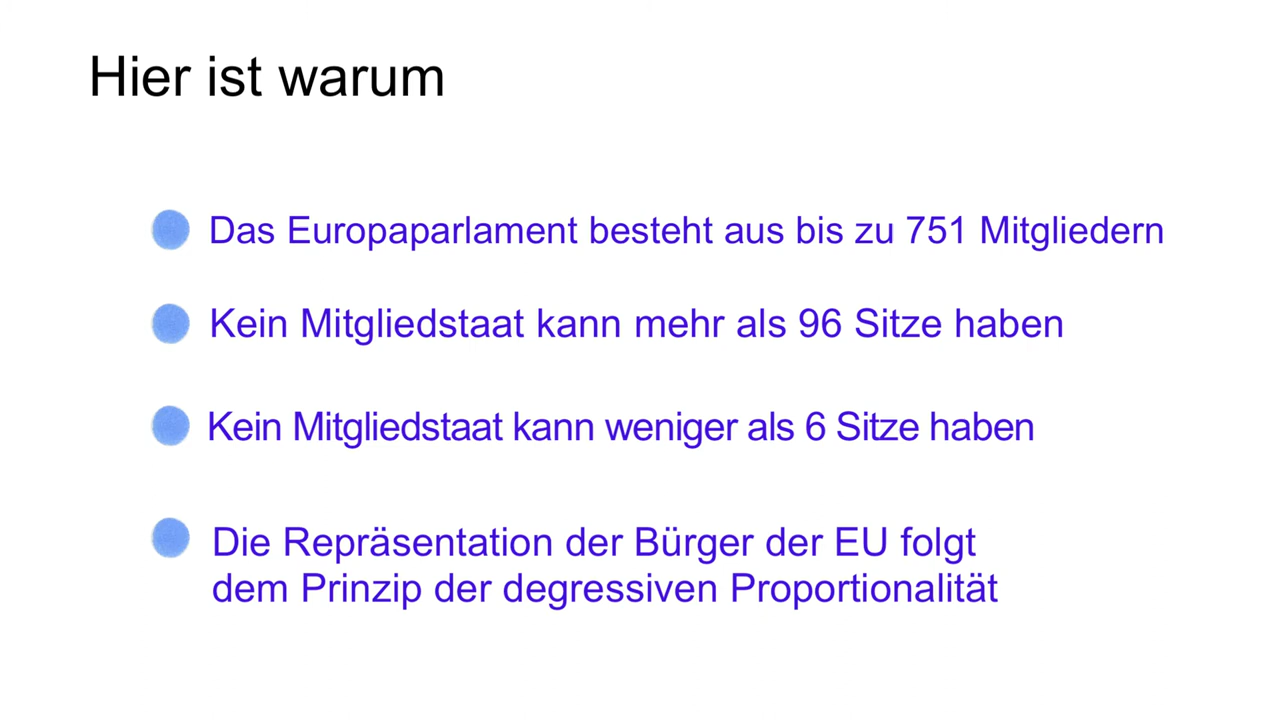 Hier ist warum
Das Europaparlament besteht aus bis zu 751 Mitgliedern
Kein Mitgliedstaat kann mehr als 96 Sitze haben
Kein Mitgliedstaat kann weniger als 6 Sitze haben
Die Repräsentation der Bürger der EU folgt
dem Prinzip der degressiven Proportionalität